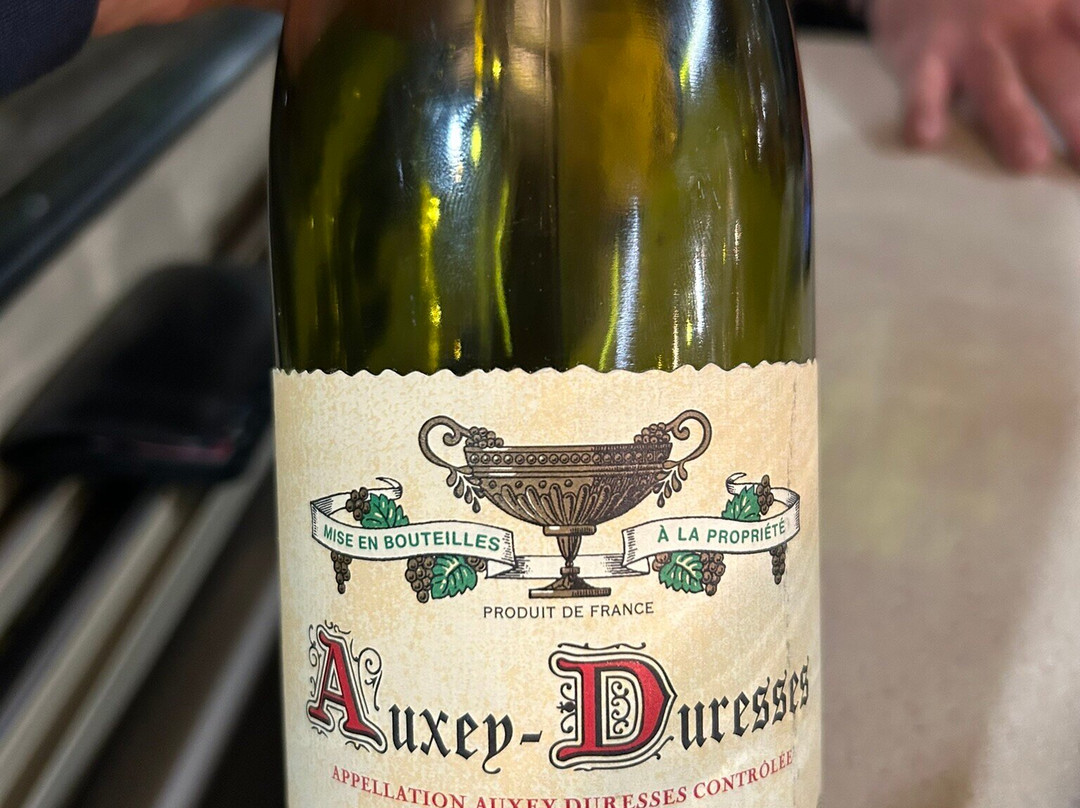 MISE EN BOUTEILLES À LA PROPRIÉTÉ
PRODUIT DE FRANCE
Auxey-Duresses
APPELLATION AUXEY DURESSES CONTRÔLÉE